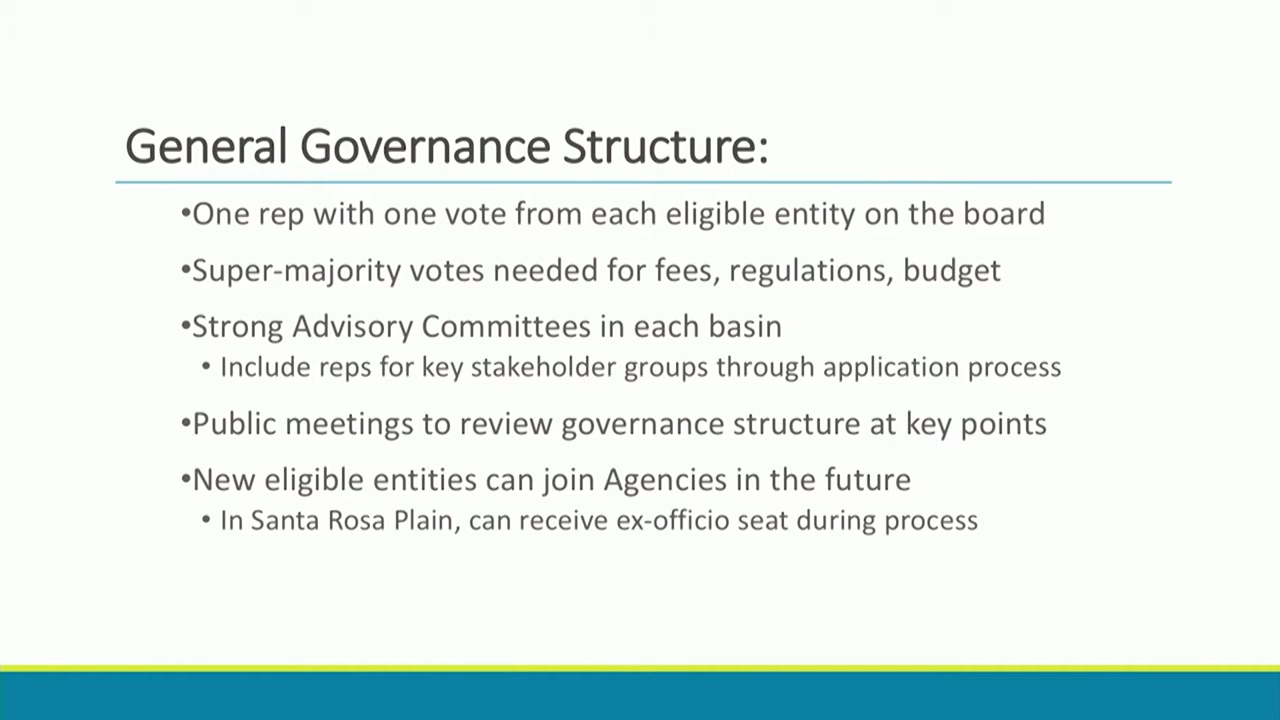 General Governance Structure:
•One rep with one vote from each eligible entity on the board
•Super-majority votes needed for fees, regulations, budget
•Strong Advisory Committees in each basin
• Include reps for key stakeholder groups through application process
•Public meetings to review governance structure at key points
•New eligible entities can join Agencies in the future
• In Santa Rosa Plain, can receive ex-officio seat during process